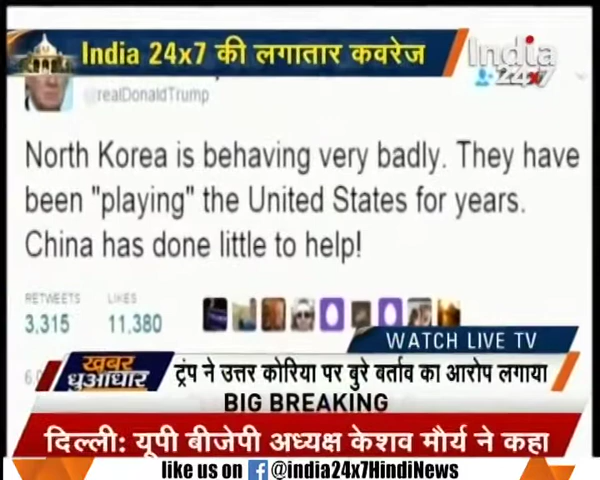 India 24x7 की लगातार कवरेज
India
24x7
realDonaldTrump
North Korea is behaving very badly. They have
been "playing" the United States for years.
China has done little to help!
RETWEETS LIKES
3,315 11,380
WATCH LIVE TV
खबर
धुआंधार
ट्रंप ने उत्तर कोरिया पर बुरे बर्ताव का आरोप लगाया
BIG BREAKING
दिल्ली: यूपी बीजेपी अध्यक्ष केशव मौर्य ने कहा
like us on f @india24x7HindiNews